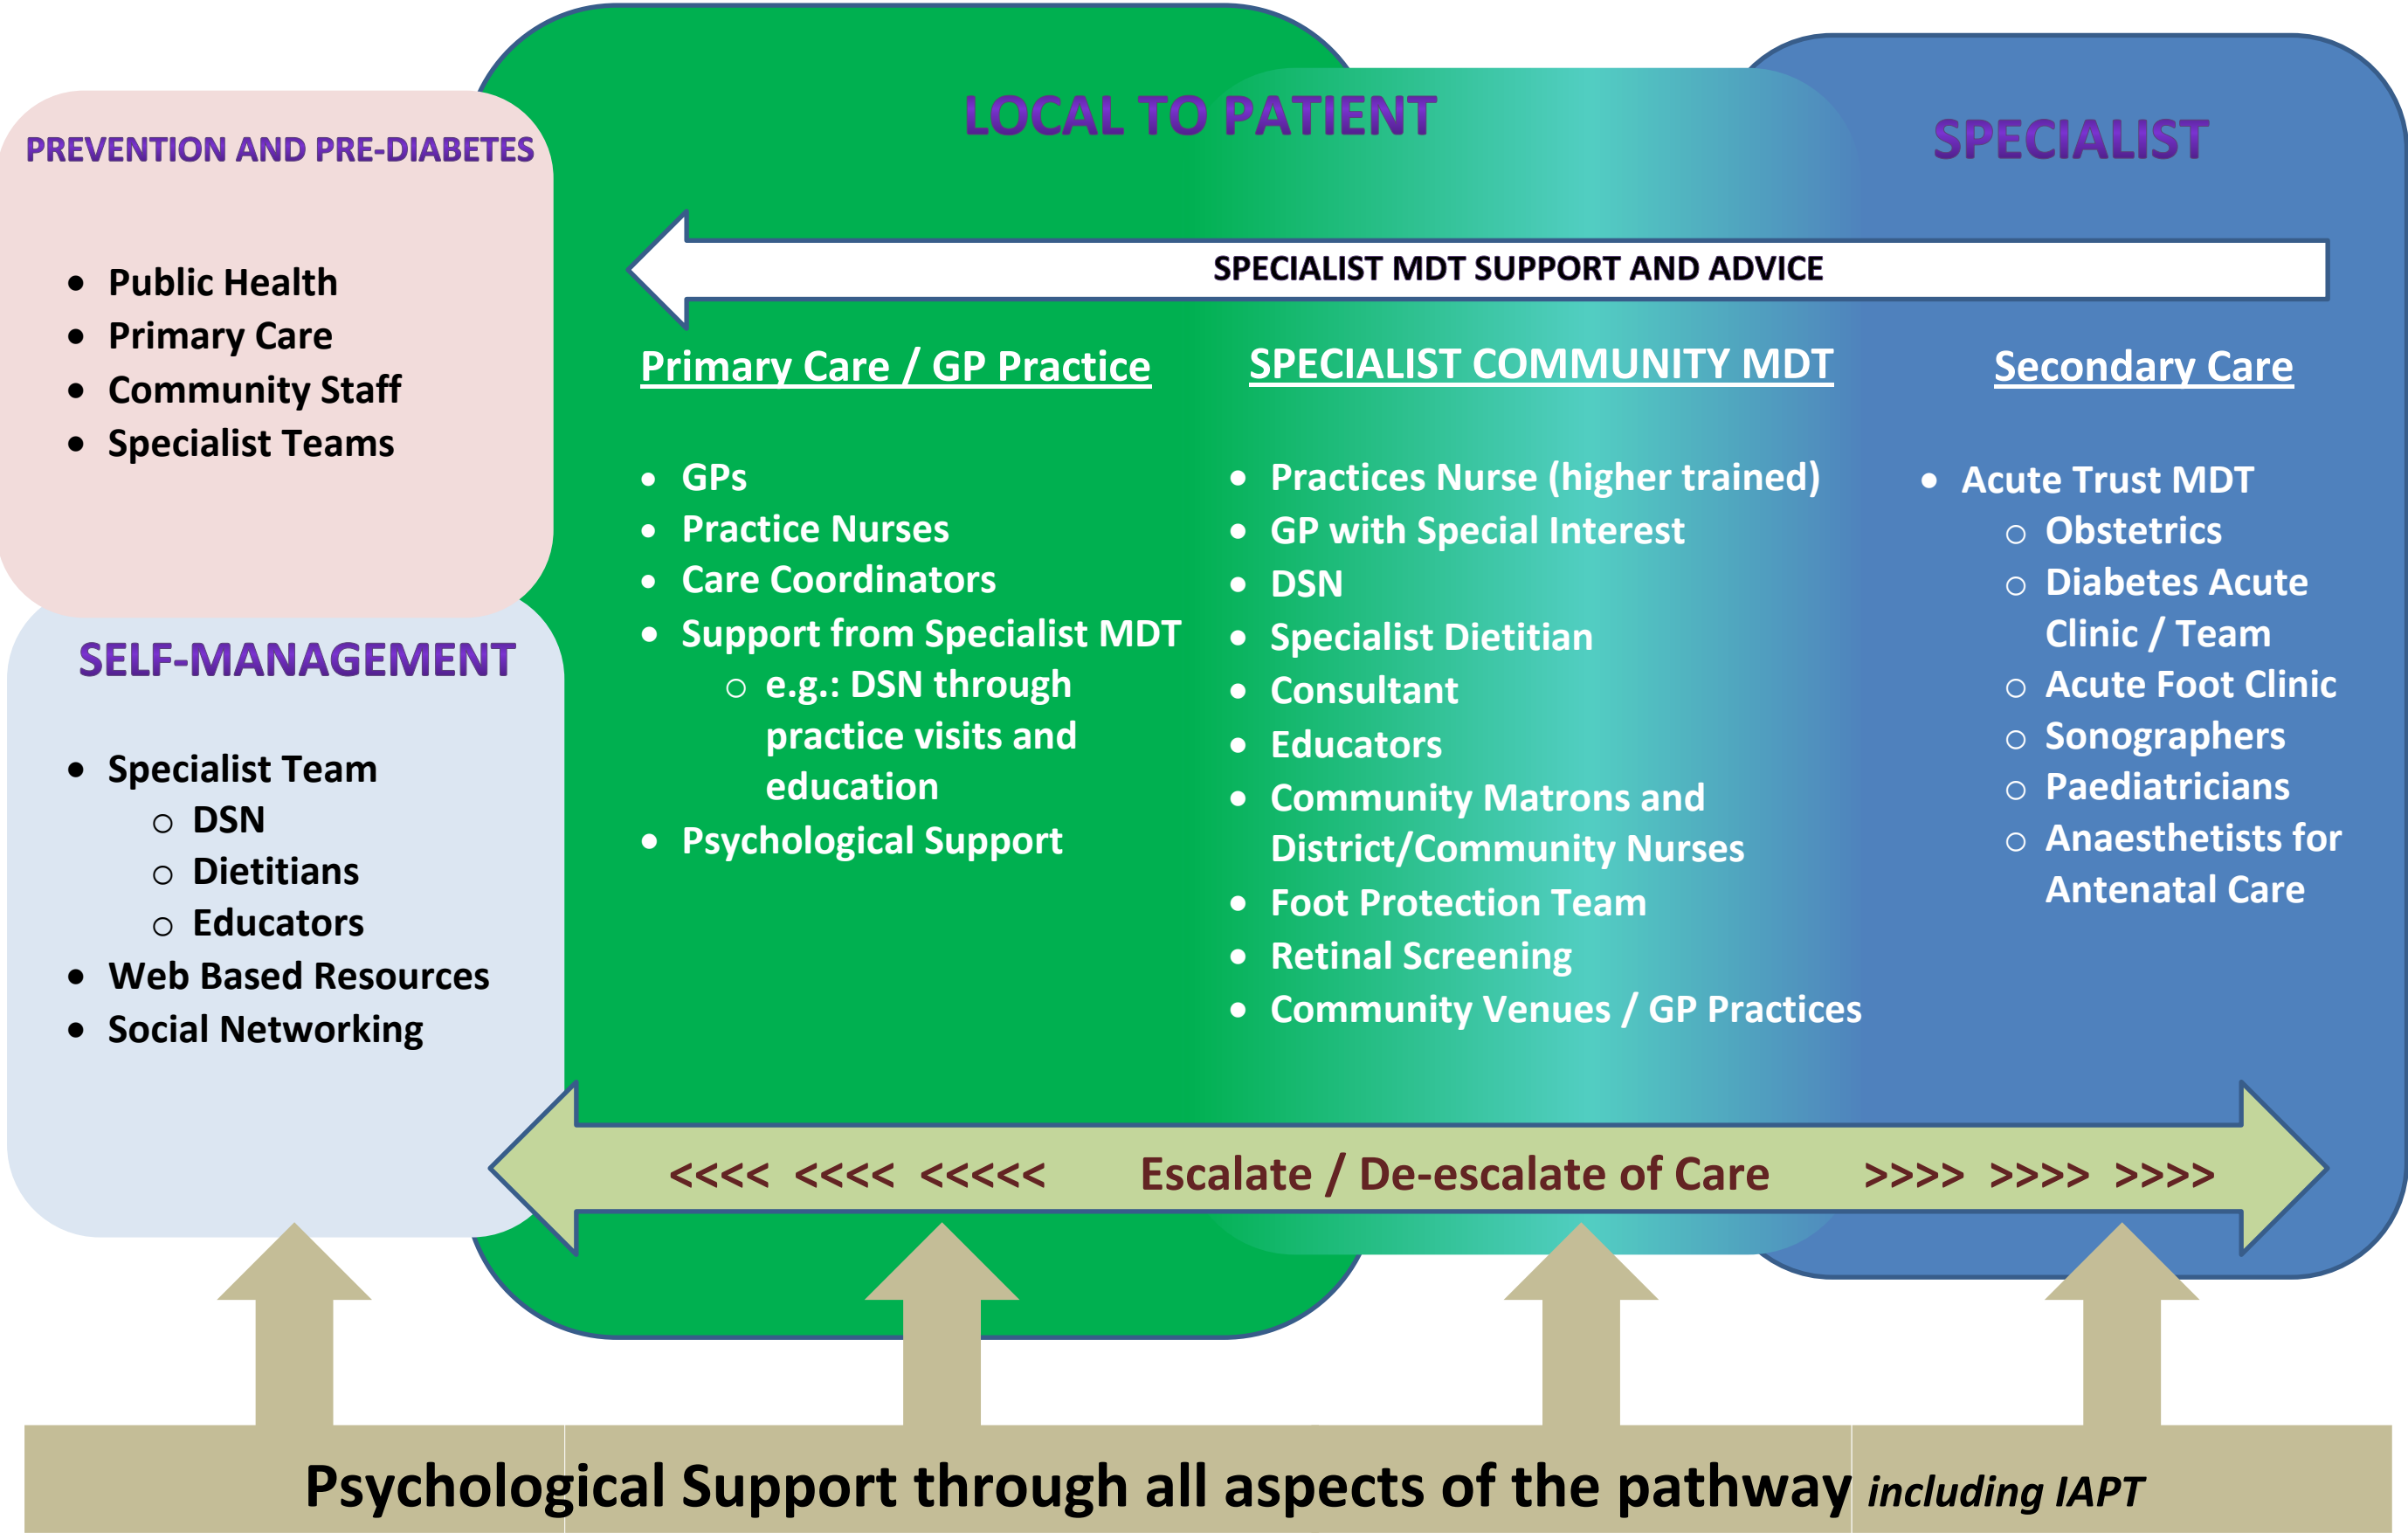 PREVENTION AND PRE-DIABETES
• Public Health
• Primary Care
• Community Staff
• Specialist Teams
SELF-MANAGEMENT
• Specialist Team
o DSN
o Dietitians
o Educators
• Web Based Resources
• Social Networking
LOCAL TO PATIENT
SPECIALIST
SPECIALIST MDT SUPPORT AND ADVICE
Primary Care / GP Practice
• GPs
• Practice Nurses
• Care Coordinators
• Support from Specialist MDT
o e.g.: DSN through
practice visits and
education
• Psychological Support
SPECIALIST COMMUNITY MDT
• Practices Nurse (higher trained)
• GP with Special Interest
• DSN
• Specialist Dietitian
• Consultant
• Educators
• Community Matrons and
District/Community Nurses
• Foot Protection Team
• Retinal Screening
• Community Venues / GP Practices
Secondary Care
• Acute Trust MDT
o Obstetrics
o Diabetes Acute
Clinic / Team
o Acute Foot Clinic
o Sonographers
o Paediatricians
o Anaesthetists for
Antenatal Care
<<<< <<<< <<<<< Escalate / De-escalate of Care >>>> >>>> >>>>
Psychological Support through all aspects of the pathway including IAPT